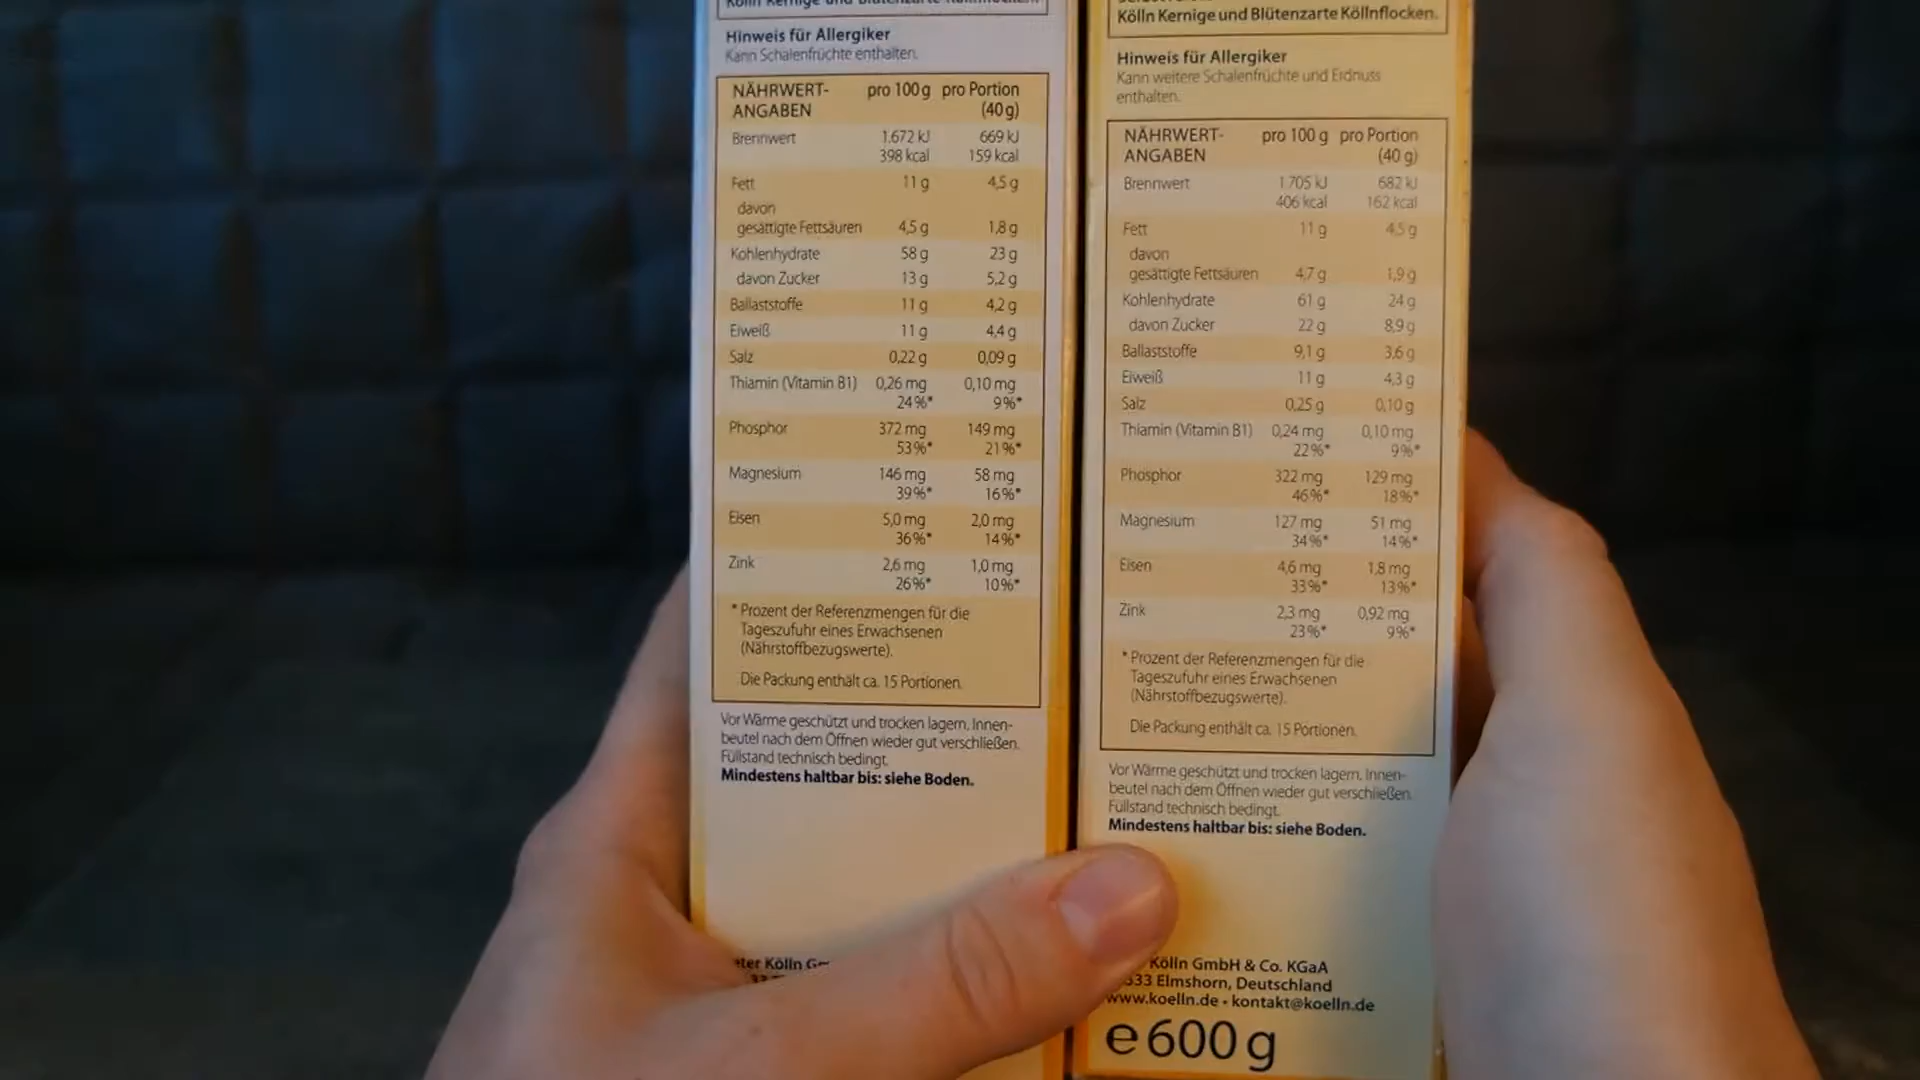 Kölln Kernige und Blütenzarte Köllnflocken.
Hinweis für Allergiker
Kann Schalenfrüchte enthalten.
NÄHRWERT- pro 100 g pro Portion
ANGABEN (40 g)
Brennwert 1.672 kJ 669 kJ
398 kcal 159 kcal
Fett 11 g 4,5 g
davon
gesättigte Fettsäuren 4,5 g 1,8 g
Kohlenhydrate 58 g 23 g
davon Zucker 13 g 5,2 g
Ballaststoffe 11 g 4,2 g
Eiweiß 11 g 4,4 g
Salz 0,22 g 0,09 g
Thiamin (Vitamin B1) 0,26 mg 0,10 mg
24%* 9%*
Phosphor 372 mg 149 mg
53%* 21%*
Magnesium 146 mg 58 mg
39%* 16%*
Eisen 5,0 mg 2,0 mg
36%* 14%*
Zink 2,6 mg 1,0 mg
26%* 10%*
* Prozent der Referenzmengen für die
Tageszufuhr eines Erwachsenen
(Nährstoffbezugswerte).
Die Packung enthält ca. 15 Portionen.
Vor Wärme geschützt und trocken lagern, Innen-
beutel nach dem Öffnen wieder gut verschließen.
Füllstand technisch bedingt.
Mindestens haltbar bis: siehe Boden.
Kölln
Kölln Kernige und Blütenzarte Köllnflocken.
Hinweis für Allergiker
Kann weitere Schalenfrüchte und Erdnuss
enthalten.
NÄHRWERT- pro 100 g pro Portion
ANGABEN (40 g)
Brennwert 1.705 kJ 682 kJ
406 kcal 162 kcal
Fett 11 g 4,5 g
davon
gesättigte Fettsäuren 4,7 g 1,9 g
Kohlenhydrate 61 g 24 g
davon Zucker 22 g 8,9 g
Ballaststoffe 9,1 g 3,6 g
Eiweiß 11 g 4,3 g
Salz 0,25 g 0,10 g
Thiamin (Vitamin B1) 0,24 mg 0,10 mg
22%* 9%*
Phosphor 322 mg 129 mg
46%* 18%*
Magnesium 127 mg 51 mg
34%* 14%*
Eisen 4,6 mg 1,8 mg
33%* 13%*
Zink 2,3 mg 0,92 mg
23%* 9%*
* Prozent der Referenzmengen für die
Tageszufuhr eines Erwachsenen
(Nährstoffbezugswerte).
Die Packung enthält ca. 15 Portionen.
Vor Wärme geschützt und trocken lagern, Innen-
beutel nach dem Öffnen wieder gut verschließen.
Füllstand technisch bedingt.
Mindestens haltbar bis: siehe Boden.
Kölln GmbH & Co. KGaA
333 Elmshorn, Deutschland
www.koelln.de • kontakt@koelln.de
e 600 g